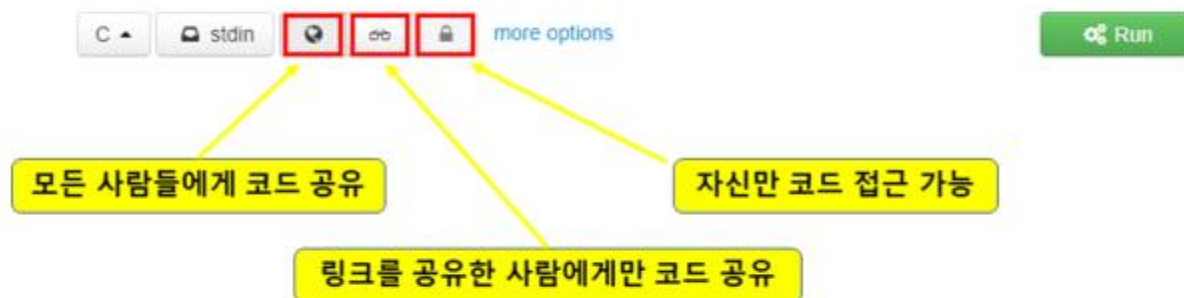 C stdin more options Run
모든 사람들에게 코드 공유
자신만 코드 접근 가능
링크를 공유한 사람에게만 코드 공유